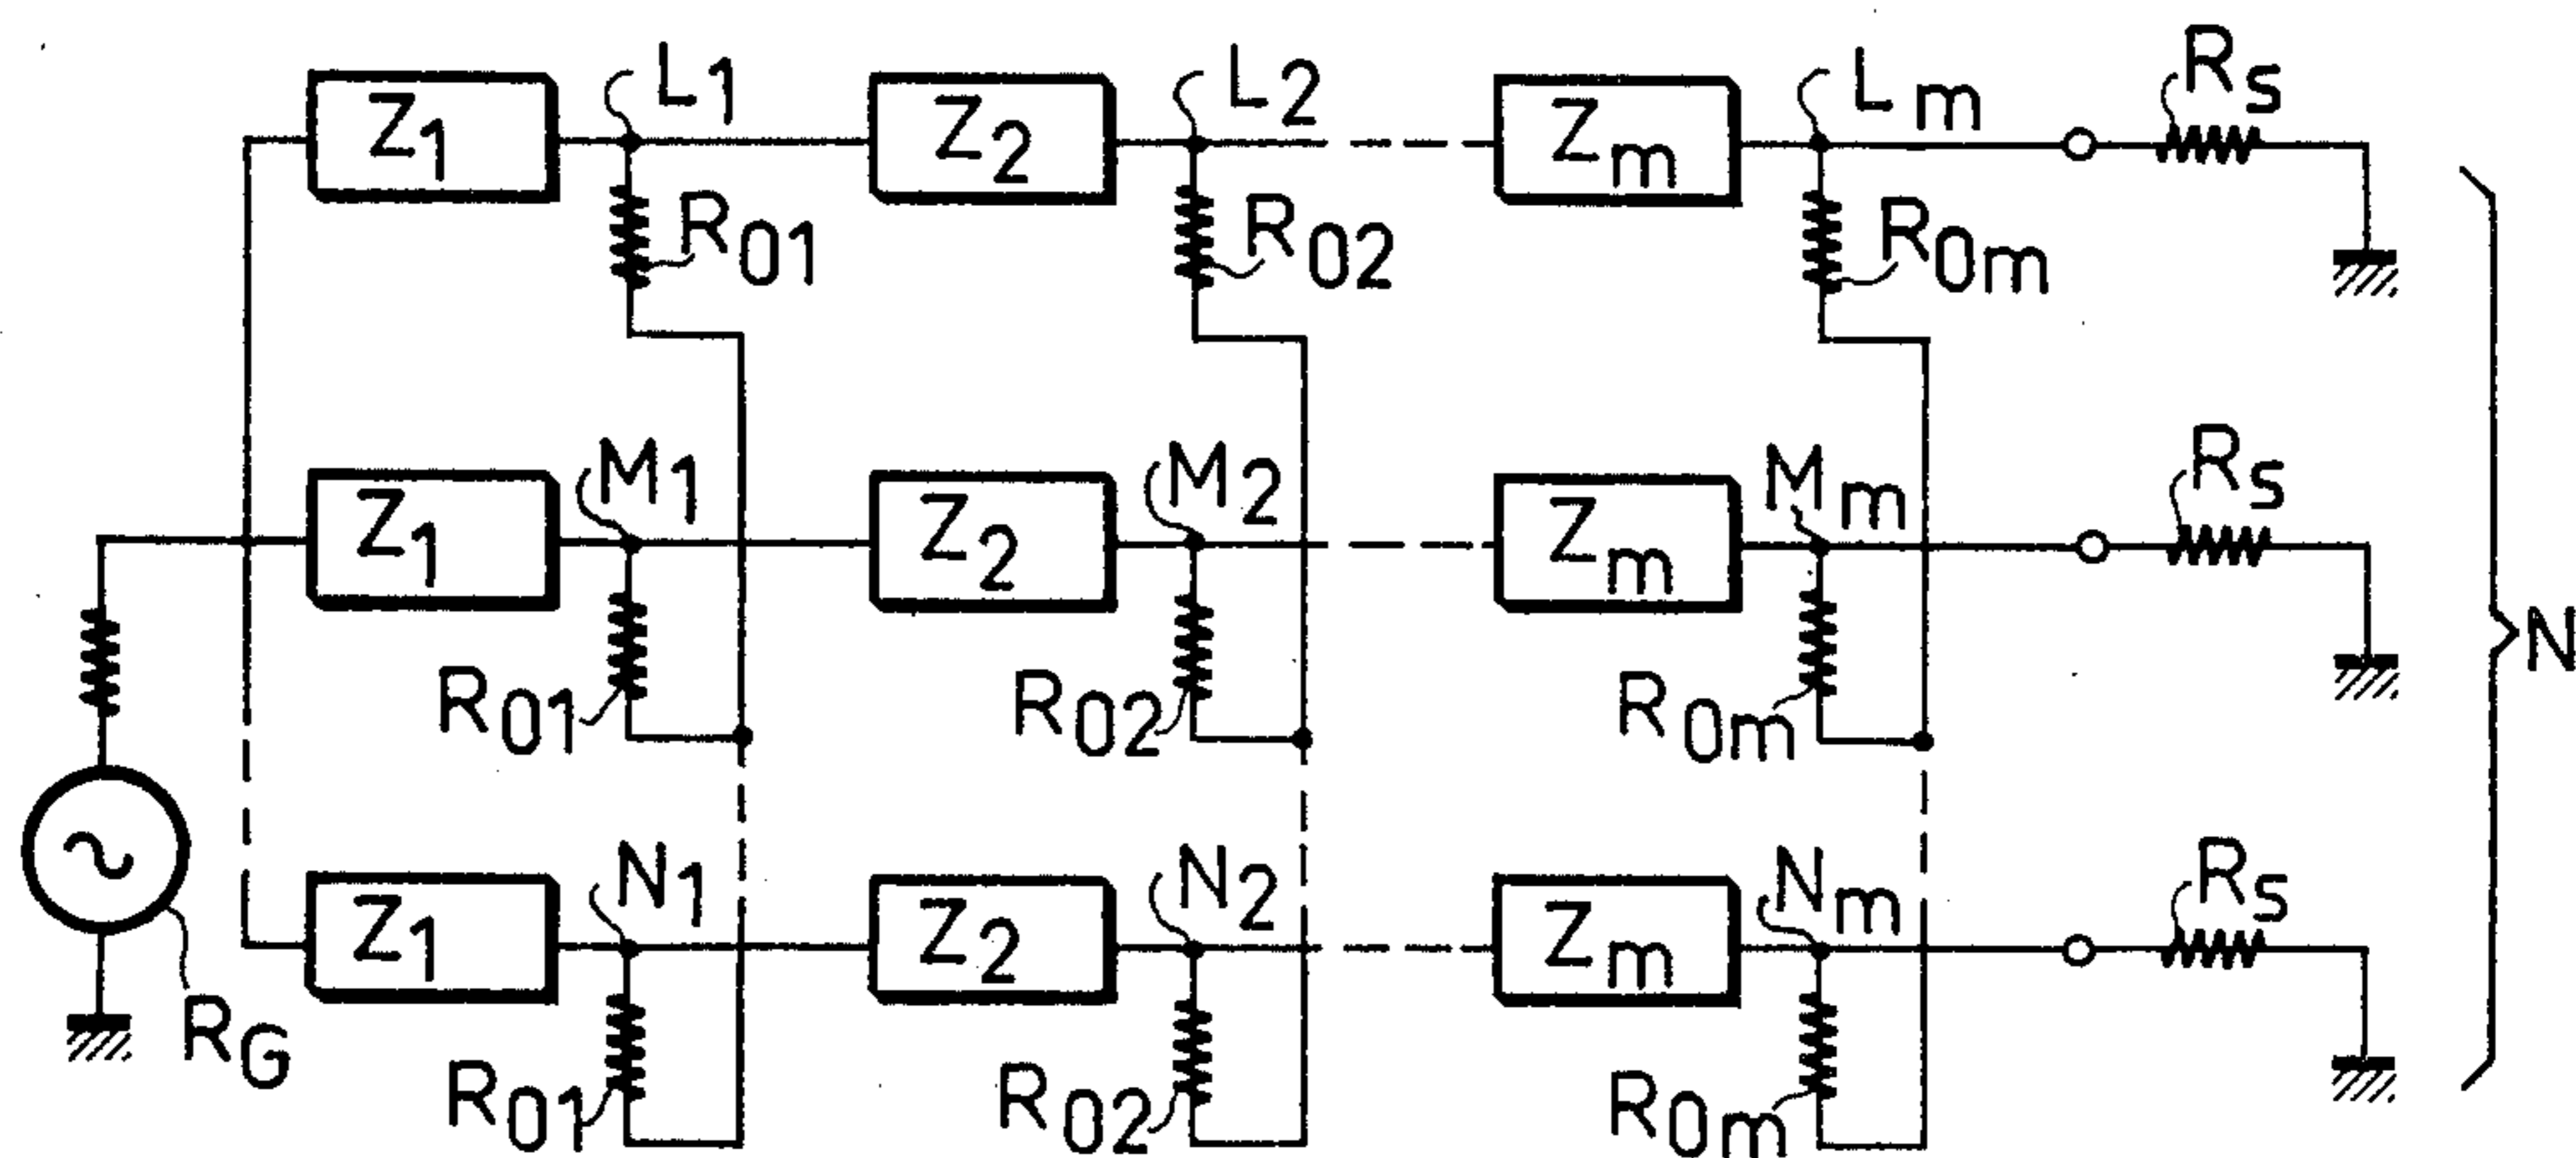 L1 L2 Lm Rs
Z1 Z2 Zm
R01 R02 R0m
M1 M2 Mm Rs
Z1 Z2 Zm
N
R01 R02 R0m
N1 N2 Nm Rs
Z1 Z2 Zm
RG
R01 R02 R0m